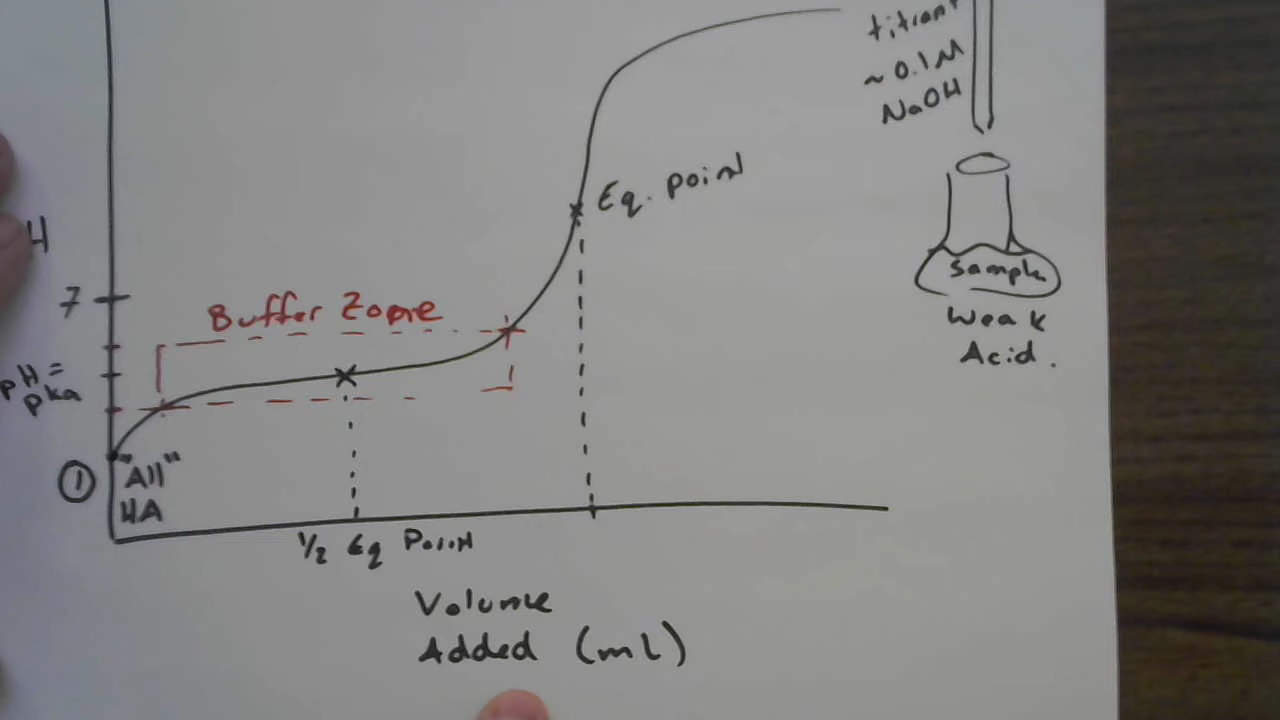 titrant
~ 0.1M
NaOH
Eq. point
H
7
Buffer Zone
Sample
Weak
Acid.
pH =
pKa
1
"All"
HA
1/2 Eq Point
Volume
Added (mL)